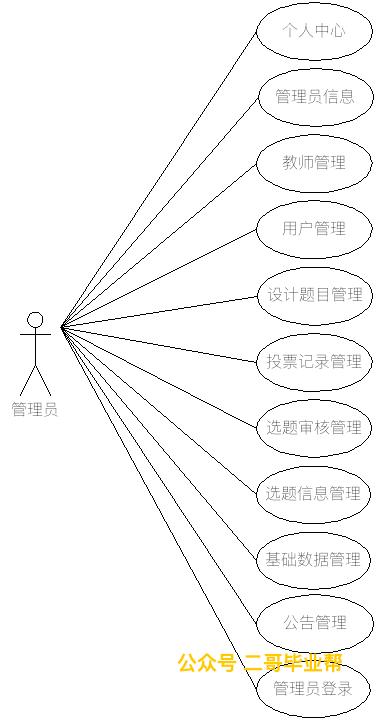 个人中心
管理员信息
教师管理
用户管理
设计题目管理
投票记录管理
管理员
选题审核管理
选题信息管理
基础数据管理
公告管理
公众号 二哥毕业帮
管理员登录